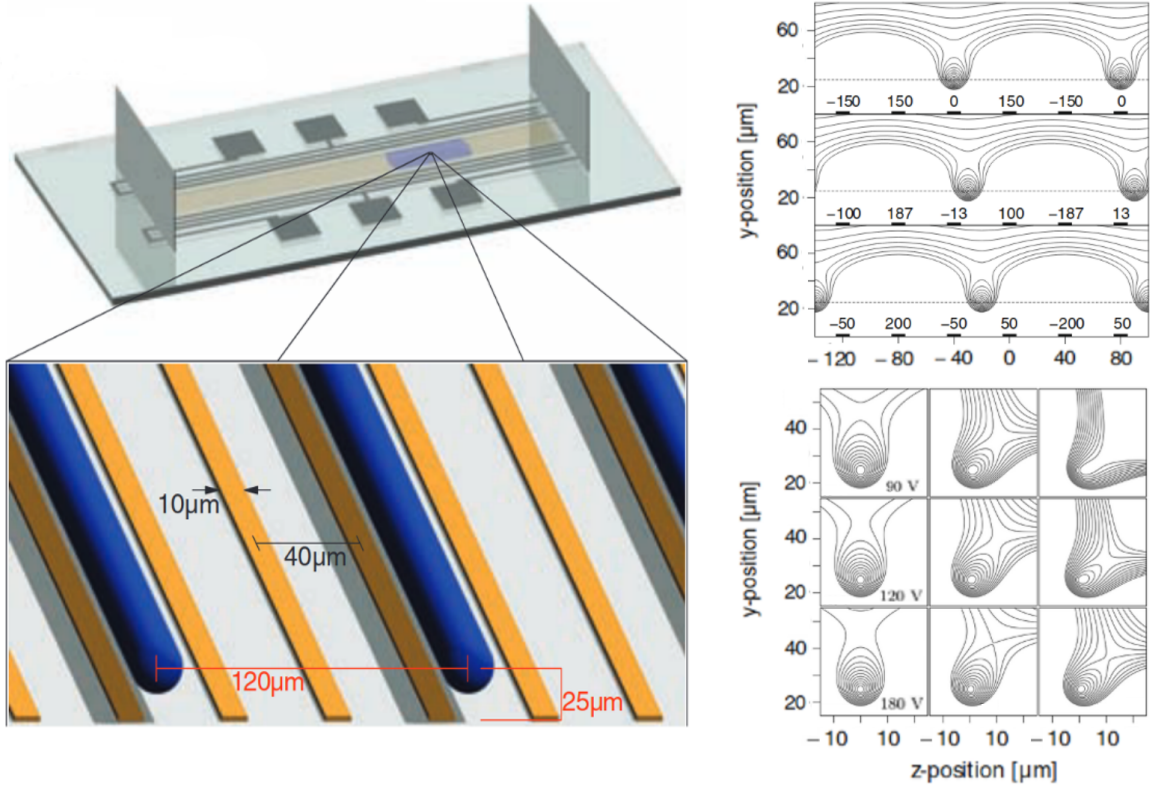 10μm
40μm
120μm
25μm
y-position [μm]
60
20
−150 150 0 150 −150 0
60
20
−100 187 −13 100 −187 13
60
20
−50 200 −50 50 −200 50
−120 −80 −40 0 40 80
y-position [μm]
40
20
90 V
40
20
120 V
40
20
180 V
−10 10 −10 10 −10 10
z-position [μm]